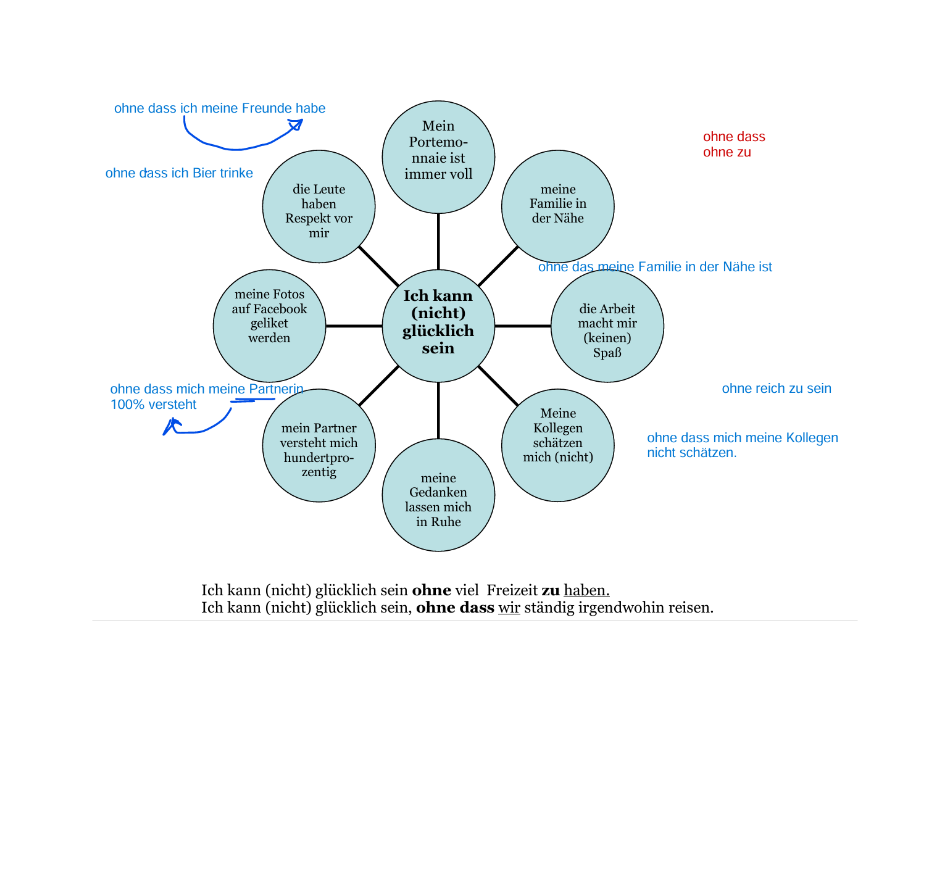 ohne dass ich meine Freunde habe
ohne dass ich Bier trinke
ohne dass
ohne zu
Mein
Portemo-
nnaie ist
immer voll
die Leute
haben
Respekt vor
mir
meine
Familie in
der Nähe
ohne das meine Familie in der Nähe ist
meine Fotos
auf Facebook
geliket
werden
Ich kann
(nicht)
glücklich
sein
die Arbeit
macht mir
(keinen)
Spaß
ohne dass mich meine Partnerin
100% versteht
ohne reich zu sein
mein Partner
versteht mich
hundertpro-
zentig
Meine
Kollegen
schätzen
mich (nicht)
ohne dass mich meine Kollegen
nicht schätzen.
meine
Gedanken
lassen mich
in Ruhe
Ich kann (nicht) glücklich sein ohne viel  Freizeit zu haben.
Ich kann (nicht) glücklich sein, ohne dass wir ständig irgendwohin reisen.